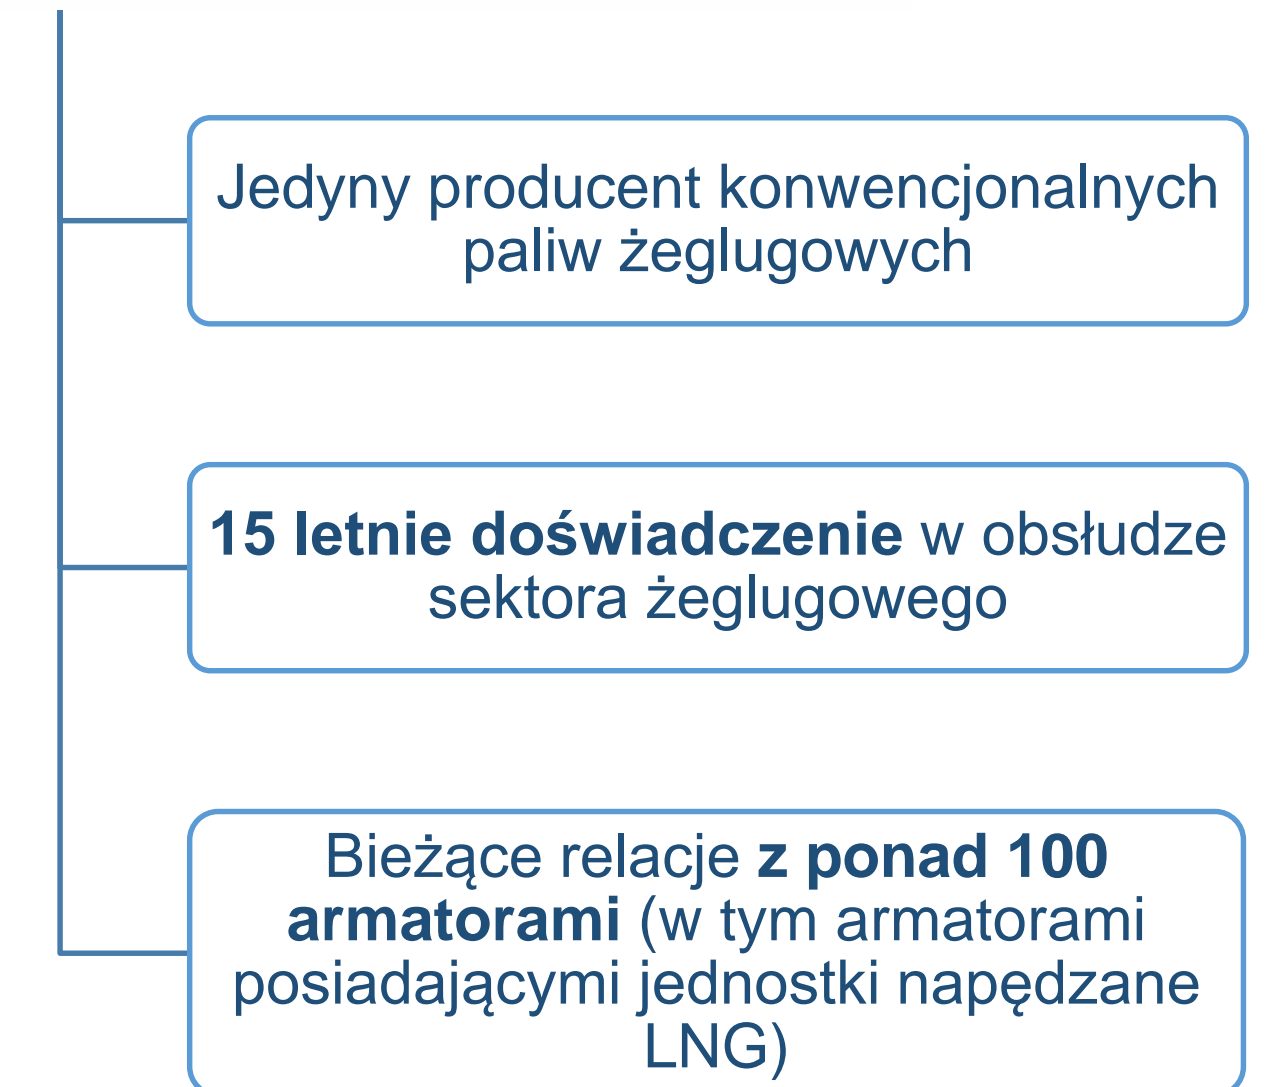 Jedyny producent konwencjonalnych
paliw żeglugowych
15 letnie doświadczenie w obsłudze
sektora żeglugowego
Bieżące relacje z ponad 100
armatorami (w tym armatorami
posiadającymi jednostki napędzane
LNG)